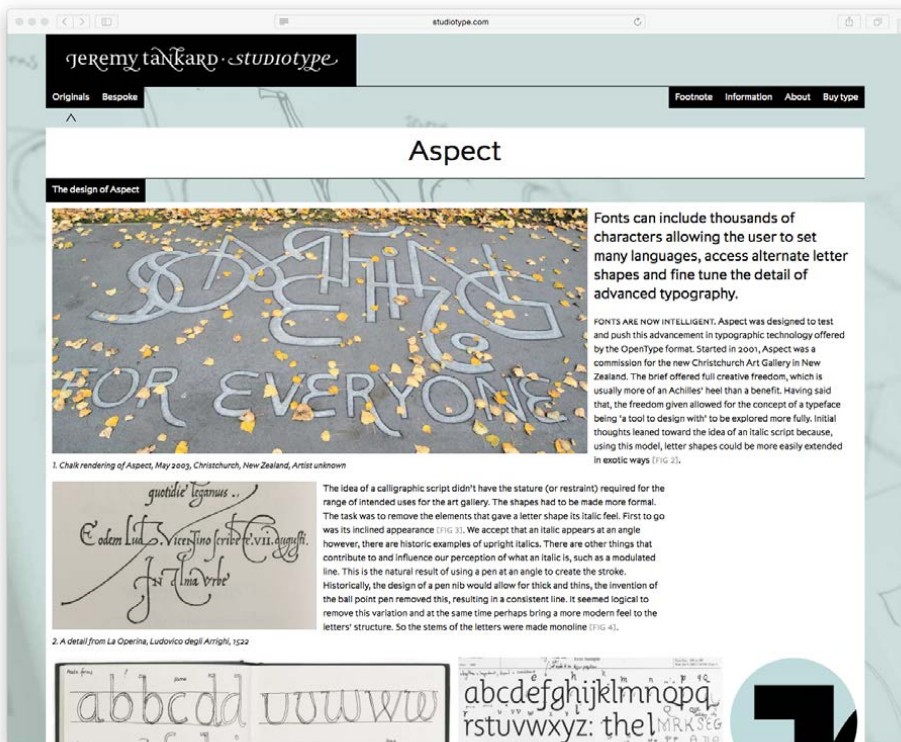 studiotype.com
Jeremy Tankard · studiotype
Originals Bespoke
Footnote Information About Buy type
Aspect
The design of Aspect
SOMETHING
FOR EVERYONE
1. Chalk rendering of Aspect, May 2003, Christchurch, New Zealand, Artist unknown
Fonts can include thousands of
characters allowing the user to set
many languages, access alternate letter
shapes and fine tune the detail of
advanced typography.
FONTS ARE NOW INTELLIGENT. Aspect was designed to test
and push this advancement in typographic technology offered
by the OpenType format. Started in 2001, Aspect was a
commission for the new Christchurch Art Gallery in New
Zealand. The brief offered full creative freedom, which is
usually more of an Achilles' heel than a benefit. Having said
that, the freedom given allowed for the concept of a typeface
being 'a tool to design with' to be explored more fully. Initial
thoughts leaned toward the idea of an italic script because,
using this model, letter shapes could be more easily extended
in exotic ways [FIG 2].
quotidie legamus
Eodem Lud. Vicentino scribete.vii.augusti.
In Alma Vrbe
2. A detail from La Operina, Ludovico degli Arrighi, 1522
The idea of a calligraphic script didn't have the stature (or restraint) required for the
range of intended uses for the art gallery. The shapes had to be made more formal.
The task was to remove the elements that gave a letter shape its italic feel. First to go
was its inclined appearance [FIG 3]. We accept that an italic appears at an angle
however, there are historic examples of upright italics. There are other things that
contribute to and influence our perception of what an italic is, such as a modulated
line. This is the natural result of using a pen at an angle to create the stroke.
Historically, the design of a pen nib would allow for thick and thins, the invention of
the ball point pen removed this, resulting in a consistent line. It seemed logical to
remove this variation and at the same time perhaps bring a more modern feel to the
letters' structure. So the stems of the letters were made monoline [FIG 4].
Main forms
abbcdd
abcdefghijklmnopq
rstuvwxyz: the l
MRKSEG